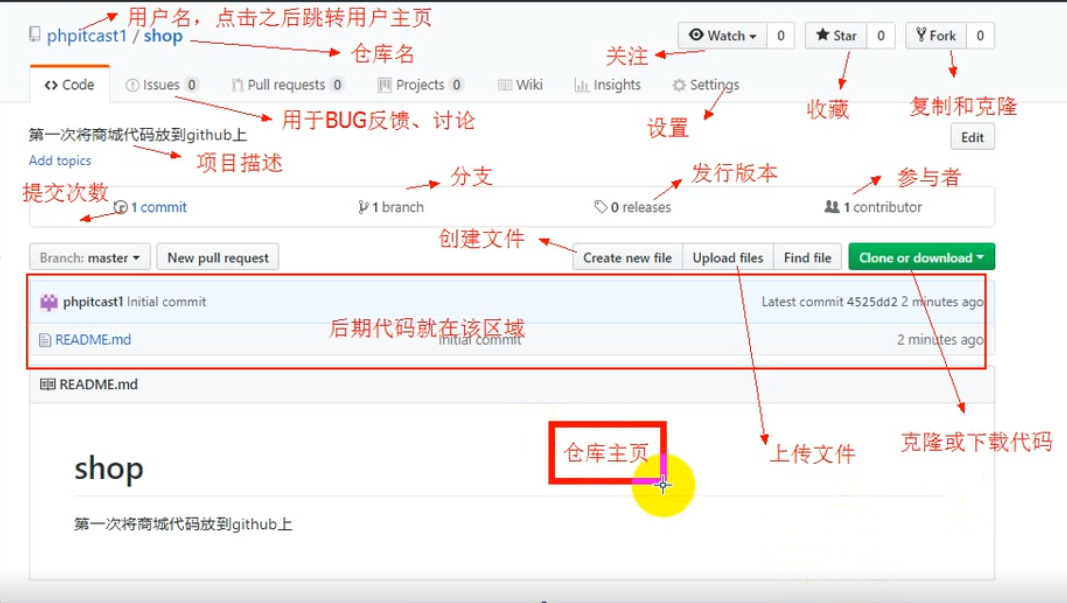 用户名，点击之后跳转用户主页
phpitcast1 / shop
仓库名
Watch 0 Star 0 Fork 0
关注
收藏
复制和克隆
Code Issues 0 Pull requests 0 Projects 0 Wiki Insights Settings
用于BUG反馈、讨论
设置
第一次将商城代码放到github上
Edit
Add topics
项目描述
提交次数
分支
发行版本
参与者
1 commit 1 branch 0 releases 1 contributor
创建文件
Branch: master New pull request Create new file Upload files Find file Clone or download
phpitcast1 Initial commit Latest commit 4525dd2 2 minutes ago
后期代码就在该区域
README.md Initial commit 2 minutes ago
README.md
仓库主页
上传文件
克隆或下载代码
shop
第一次将商城代码放到github上